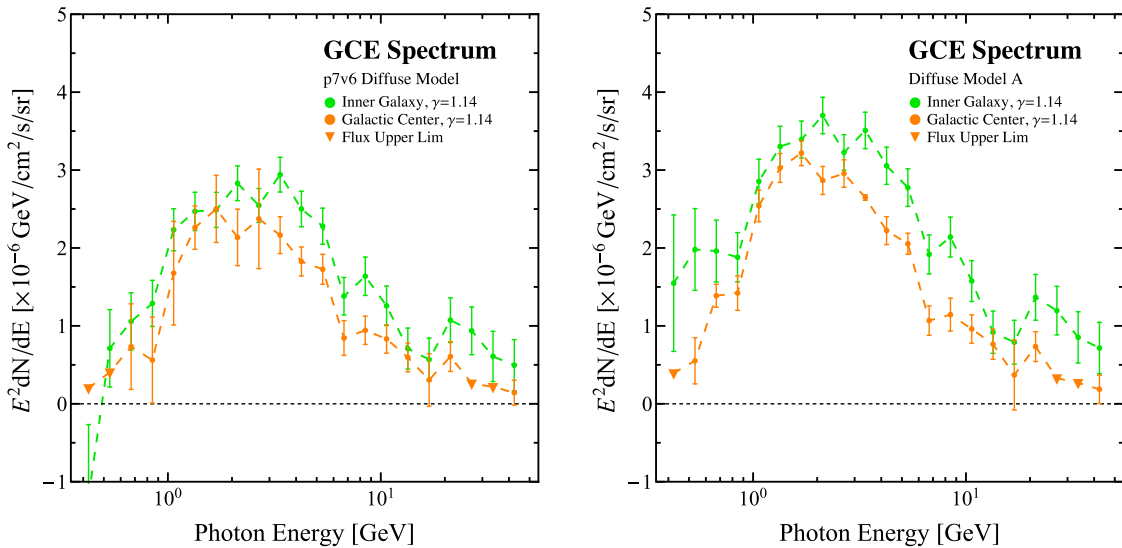 GCE Spectrum
p7v6 Diffuse Model
Inner Galaxy, γ=1.14
Galactic Center, γ=1.14
Flux Upper Lim
5
4
3
2
1
0
−1
E²dN/dE [×10⁻⁶ GeV/cm²/s/sr]
10⁰
10¹
Photon Energy [GeV]
GCE Spectrum
Diffuse Model A
Inner Galaxy, γ=1.14
Galactic Center, γ=1.14
Flux Upper Lim
5
4
3
2
1
0
−1
E²dN/dE [×10⁻⁶ GeV/cm²/s/sr]
10⁰
10¹
Photon Energy [GeV]